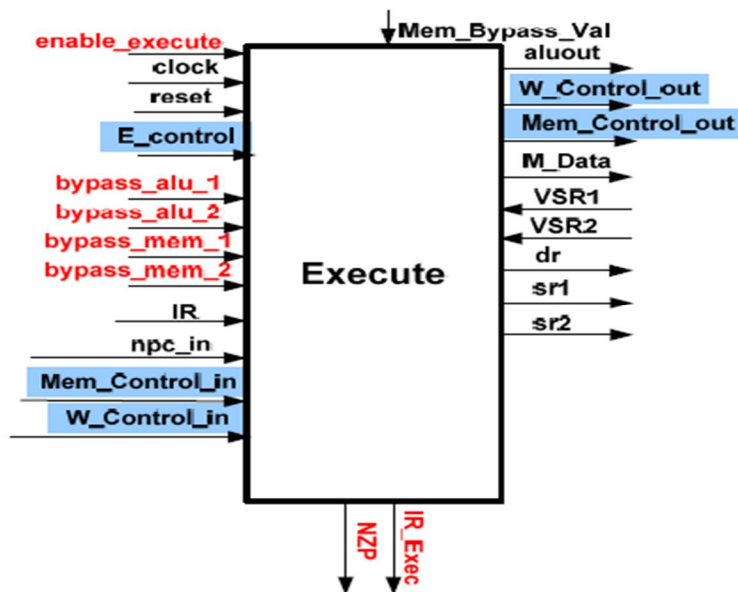 Mem_Bypass_Val
enable_execute
clock
reset
E_control
bypass_alu_1
bypass_alu_2
bypass_mem_1
bypass_mem_2
IR
npc_in
Mem_Control_in
W_Control_in
Execute
aluout
W_Control_out
Mem_Control_out
M_Data
VSR1
VSR2
dr
sr1
sr2
NZP
IR_Exec